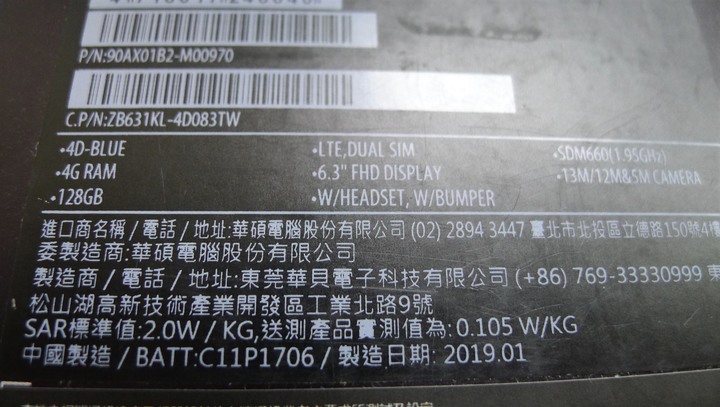 P/N:90AX01B2-M00970
C.P/N:ZB631KL-4D083TW
•4D-BLUE •LTE,DUAL SIM •SDM660(1.95GHz)
•4G RAM •6.3" FHD DISPLAY •13M/12M&5M CAMERA
•128GB •W/HEADSET, W/BUMPER
進口商名稱 / 電話 / 地址:華碩電腦股份有限公司 (02) 2894 3447 臺北市北投區立德路150號4樓
委製造商:華碩電腦股份有限公司
製造商 / 電話 / 地址:東莞華貝電子科技有限公司 (+86) 769-33330999 東
松山湖高新技術產業開發區工業北路9號
SAR標準值:2.0W / KG,送測產品實測值為: 0.105 W/KG
中國製造 / BATT:C11P1706 / 製造日期: 2019.01